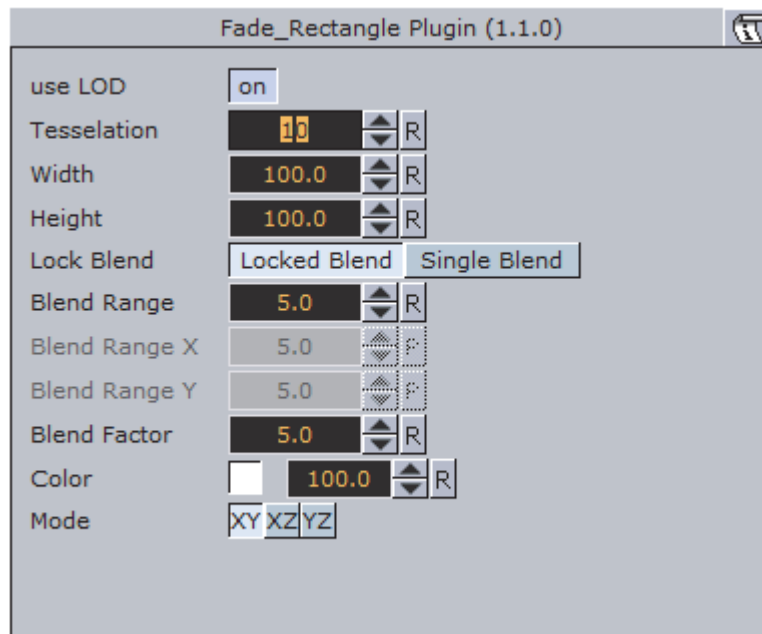 Fade_Rectangle Plugin (1.1.0)
use LOD on
Tesselation 10 R
Width 100.0 R
Height 100.0 R
Lock Blend Locked Blend Single Blend
Blend Range 5.0 R
Blend Range X 5.0
Blend Range Y 5.0
Blend Factor 5.0 R
Color 100.0 R
Mode XY XZ YZ